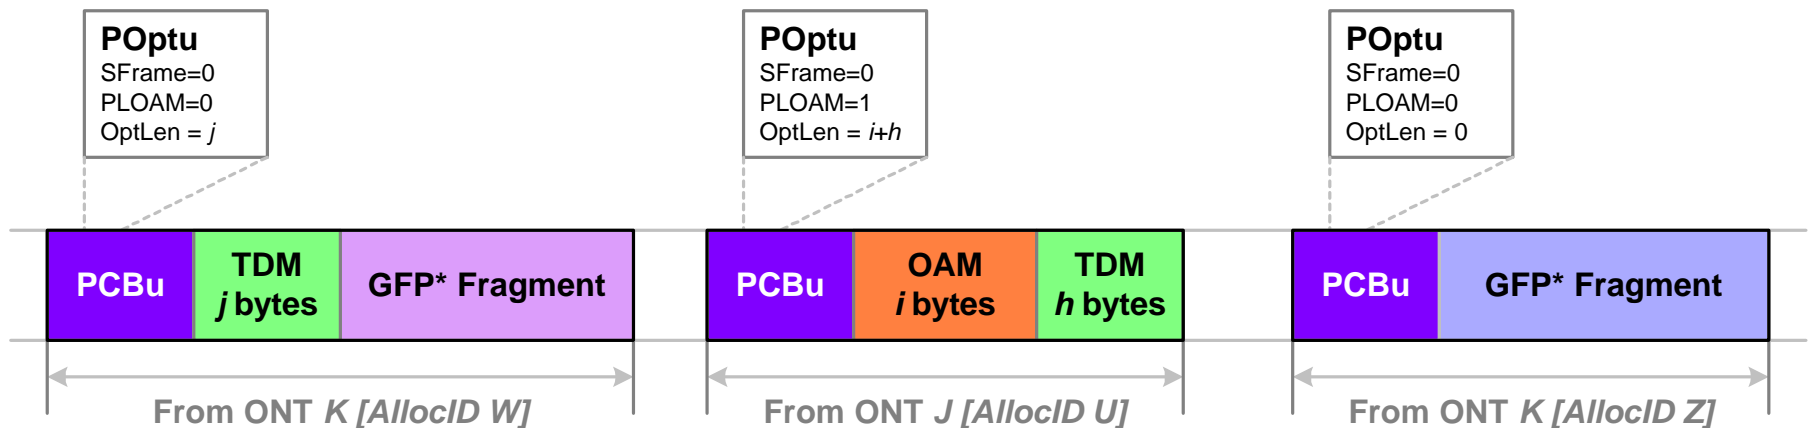 POptu
SFrame=0
PLOAM=0
OptLen = j
POptu
SFrame=0
PLOAM=1
OptLen = i+h
POptu
SFrame=0
PLOAM=0
OptLen = 0
PCBu
TDM
j bytes
GFP* Fragment
PCBu
OAM
i bytes
TDM
h bytes
PCBu
GFP* Fragment
From ONT K [AllocID W]
From ONT J [AllocID U]
From ONT K [AllocID Z]